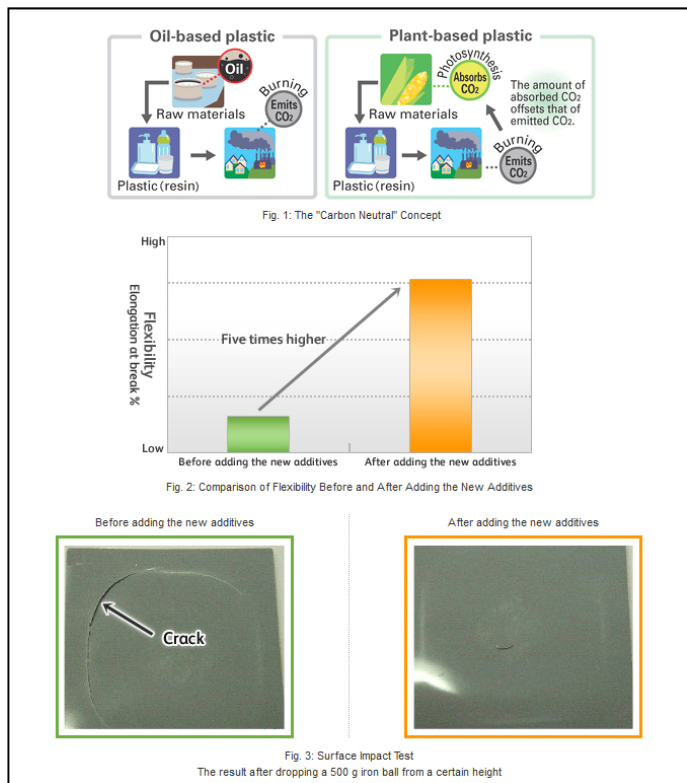 Oil-based plastic
Oil
Raw materials
Burning
Emits
CO₂
Plastic (resin)
Plant-based plastic
Photosynthesis
Absorbs
CO₂
Raw materials
The amount of
absorbed CO₂
offsets that of
emitted CO₂.
Burning
Emits
CO₂
Plastic (resin)
Fig. 1: The "Carbon Neutral" Concept
High
Flexibility
Elongation at break %
Five times higher
Low
Before adding the new additives
After adding the new additives
Fig. 2: Comparison of Flexibility Before and After Adding the New Additives
Before adding the new additives
After adding the new additives
Crack
Fig. 3: Surface Impact Test
The result after dropping a 500 g iron ball from a certain height